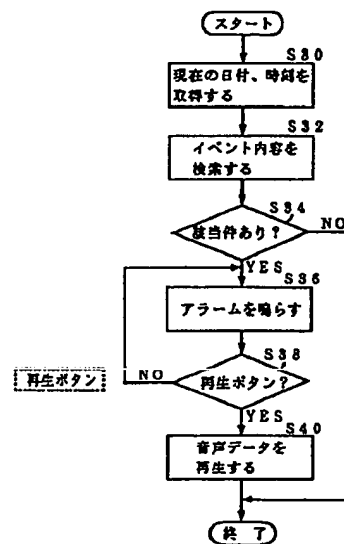 スタート
S30
現在の日付、時刻を
取得する
S32
イベント内容を
検索する
S34
該当件あり?
NO
YES
S36
アラームを鳴らす
S38
再生ボタン
NO
再生ボタン?
YES
S40
音声データを
再生する
終 了